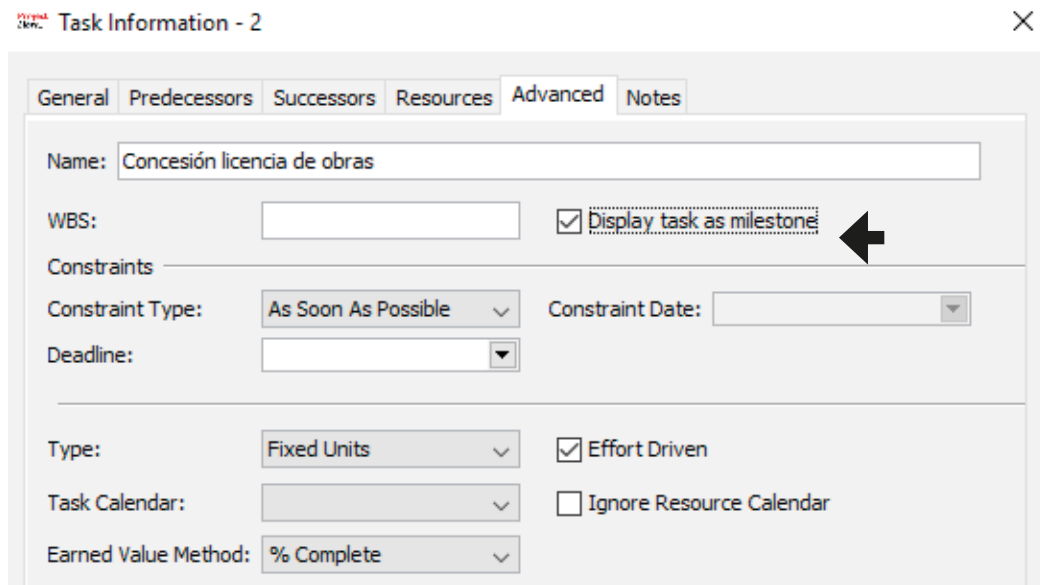 Task Information - 2
General Predecessors Successors Resources Advanced Notes
Name: Concesión licencia de obras
WBS: Display task as milestone
Constraints
Constraint Type: As Soon As Possible Constraint Date:
Deadline:
Type: Fixed Units Effort Driven
Task Calendar: Ignore Resource Calendar
Earned Value Method: % Complete